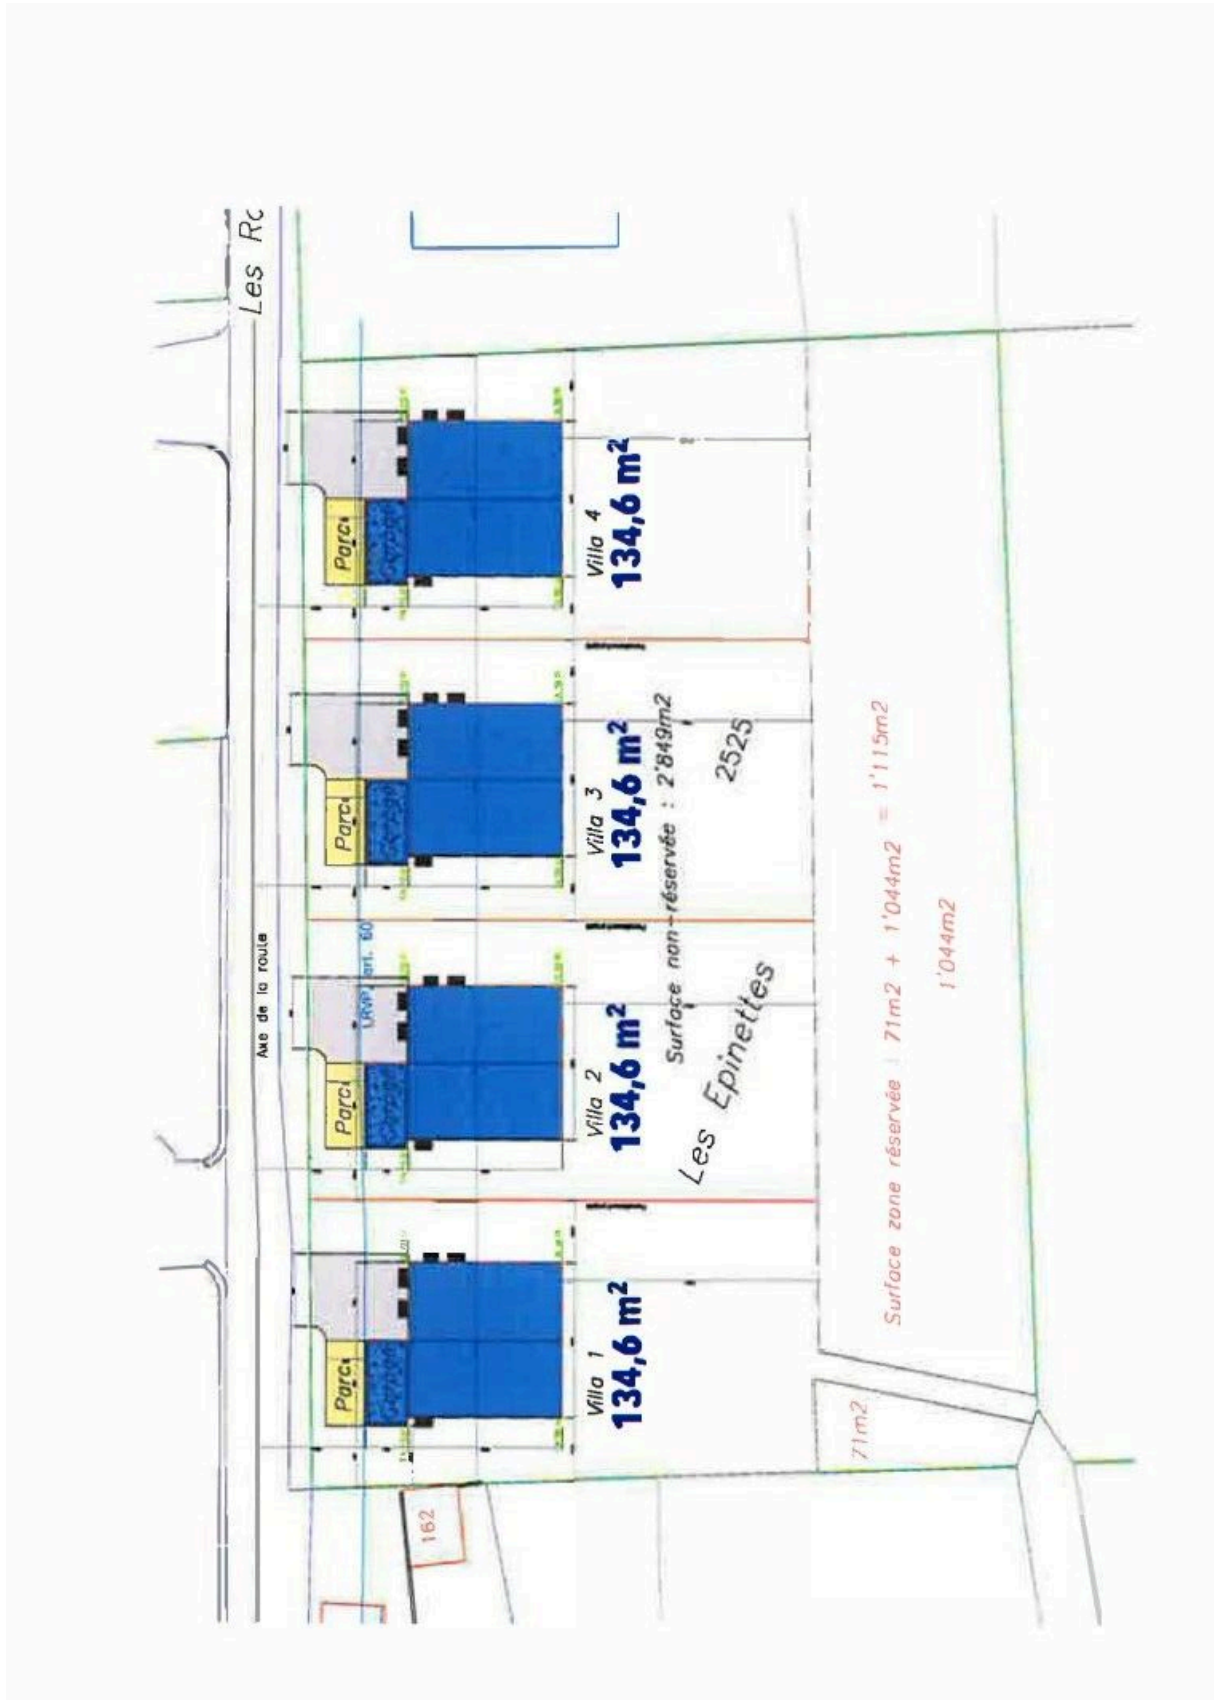 Les Ro
Axe de la route
LRVP, art. 60
Parc
Parc
Parc
Parc
Villa 1
134,6 m²
Villa 2
134,6 m²
Villa 3
134,6 m²
Villa 4
134,6 m²
Surface non-réservée : 2'849m2
2525
Les Epinettes
Surface zone réservée : 71m2 + 1'044m2 = 1'115m2
1'044m2
71m2
162